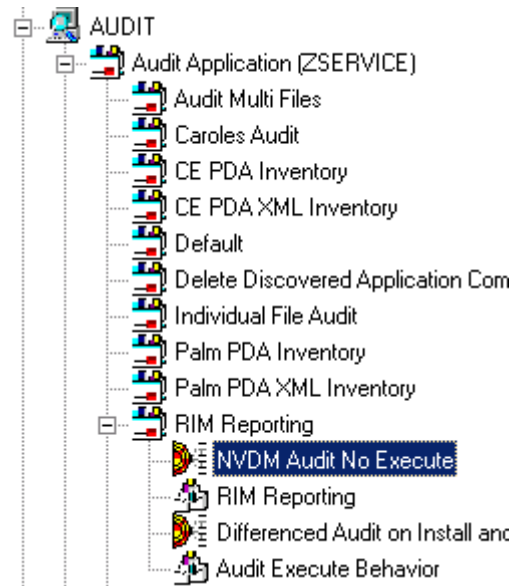 AUDIT
Audit Application (ZSERVICE)
Audit Multi Files
Caroles Audit
CE PDA Inventory
CE PDA XML Inventory
Default
Delete Discovered Application Com
Individual File Audit
Palm PDA Inventory
Palm PDA XML Inventory
RIM Reporting
NVDM Audit No Execute
RIM Reporting
Differenced Audit on Install and
Audit Execute Behavior